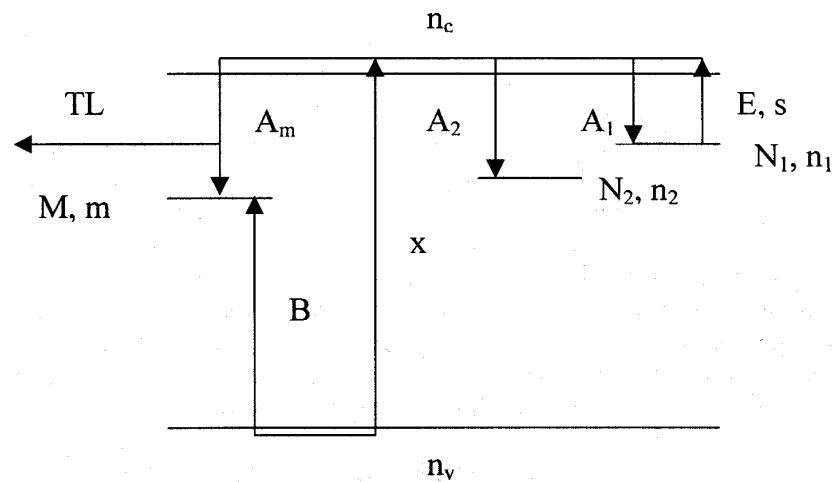 n_c
TL
A_m
A_2
A_1
E, s
N_1, n_1
N_2, n_2
M, m
x
B
n_v